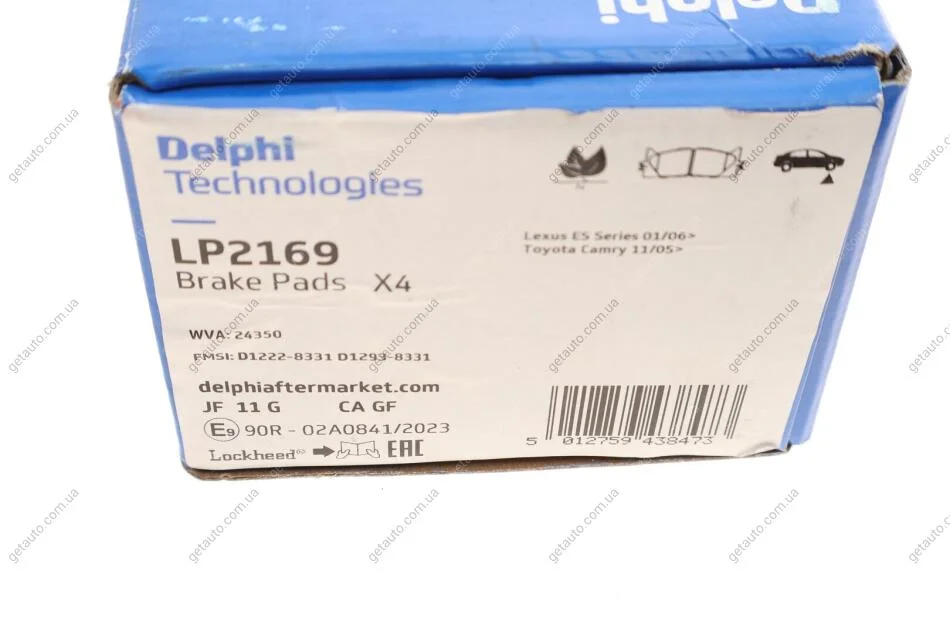 Delphi
Delphi
Technologies
LP2169
Brake Pads X4
Lexus ES Series 01/06>
Toyota Camry 11/05>
WVA: 24350
FMSI: D1222-8331 D1293-8331
delphiaftermarket.com
JF 11 G CA GF
E9 90R - 02A0841/2023
Lockheed EAC
5 012759 438473
getauto.com.ua